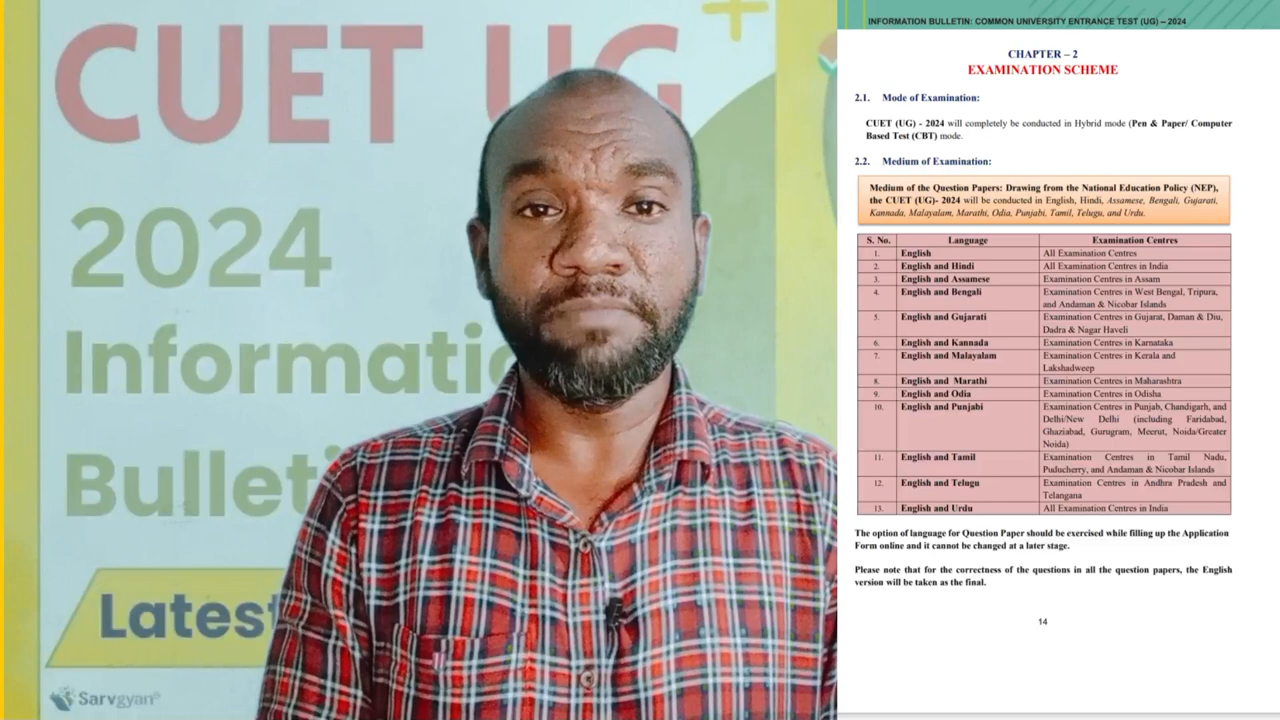 CUET UG
2024
Informatic
Bulleti
Latest
Sarvgyan®
INFORMATION BULLETIN: COMMON UNIVERSITY ENTRANCE TEST (UG) – 2024
CHAPTER – 2
EXAMINATION SCHEME
2.1. Mode of Examination:
CUET (UG) - 2024 will completely be conducted in Hybrid mode (Pen & Paper/ Computer
Based Test (CBT) mode.
2.2. Medium of Examination:
Medium of the Question Papers: Drawing from the National Education Policy (NEP),
the CUET (UG)- 2024 will be conducted in English, Hindi, Assamese, Bengali, Gujarati,
Kannada, Malayalam, Marathi, Odia, Punjabi, Tamil, Telugu, and Urdu.
S. No. Language Examination Centres
1. English All Examination Centres
2. English and Hindi All Examination Centres in India
3. English and Assamese Examination Centres in Assam
4. English and Bengali Examination Centres in West Bengal, Tripura,
and Andaman & Nicobar Islands
5. English and Gujarati Examination Centres in Gujarat, Daman & Diu,
Dadra & Nagar Haveli
6. English and Kannada Examination Centres in Karnataka
7. English and Malayalam Examination Centres in Kerala and
Lakshadweep
8. English and Marathi Examination Centres in Maharashtra
9. English and Odia Examination Centres in Odisha
10. English and Punjabi Examination Centres in Punjab, Chandigarh, and
Delhi/New Delhi (including Faridabad,
Ghaziabad, Gurugram, Meerut, Noida/Greater
Noida)
11. English and Tamil Examination Centres in Tamil Nadu,
Puducherry, and Andaman & Nicobar Islands
12. English and Telugu Examination Centres in Andhra Pradesh and
Telangana
13. English and Urdu All Examination Centres in India
The option of language for Question Paper should be exercised while filling up the Application
Form online and it cannot be changed at a later stage.
Please note that for the correctness of the questions in all the question papers, the English
version will be taken as the final.
14